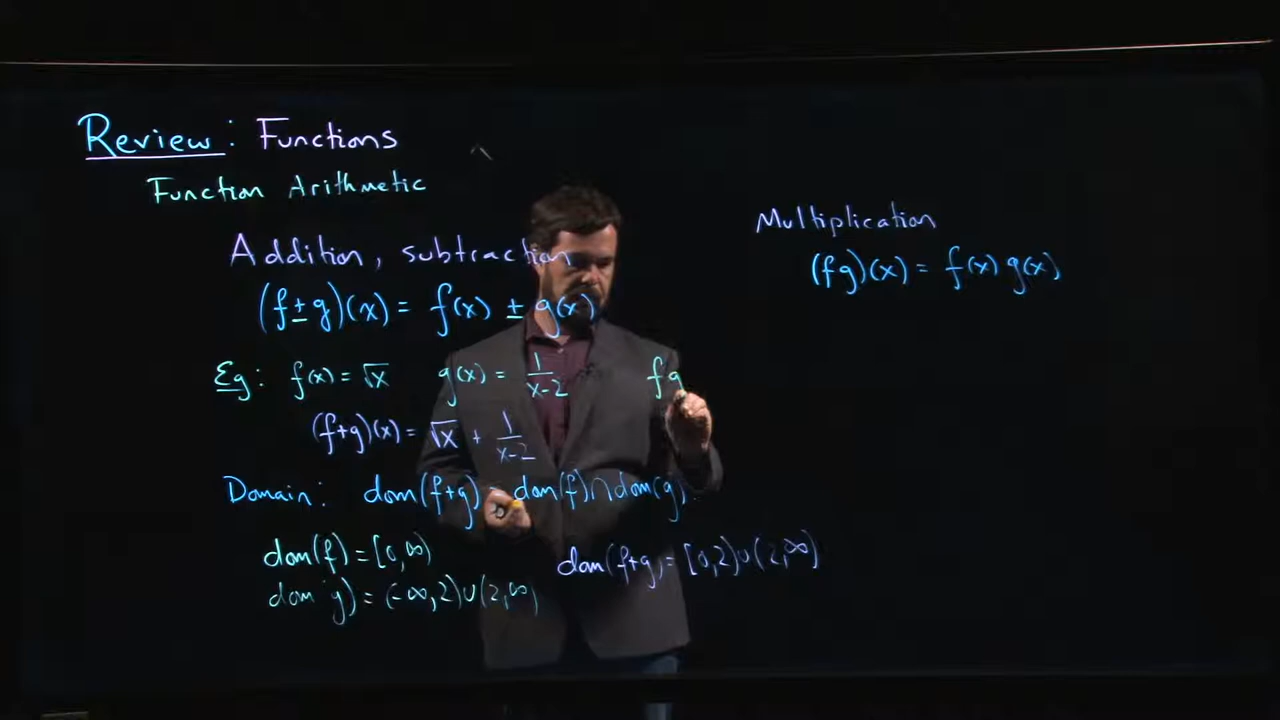 Review: Functions
Function Arithmetic
Addition, subtraction
(f±g)(x) = f(x) ± g(x)
Eg: f(x) = √x g(x) = 1/(x-2) fg
(f+g)(x) = √x + 1/(x-2)
Domain: dom(f+g) = dom(f)∩dom(g).
dom(f) = [0,∞)
dom(g) = (-∞,2)∪(2,∞)
dom(f+g) = [0,2)∪(2,∞)
Multiplication
(fg)(x) = f(x) g(x).